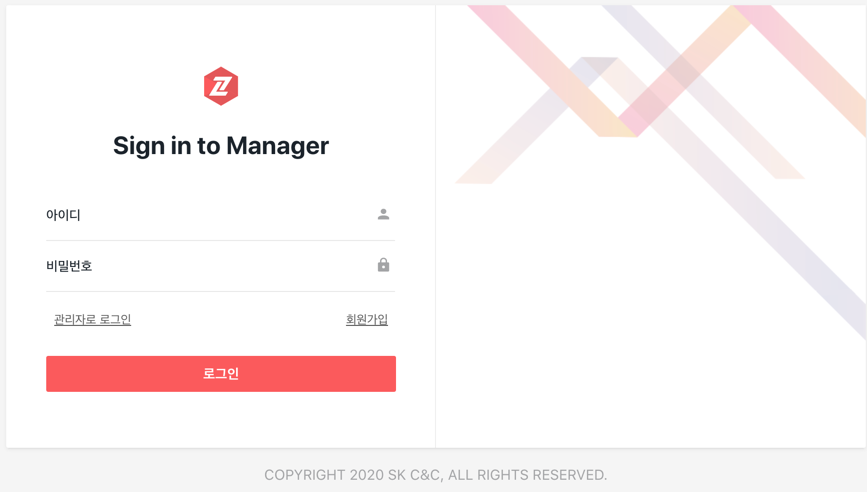 Sign in to Manager
아이디
비밀번호
관리자로 로그인
회원가입
로그인
COPYRIGHT 2020 SK C&C, ALL RIGHTS RESERVED.